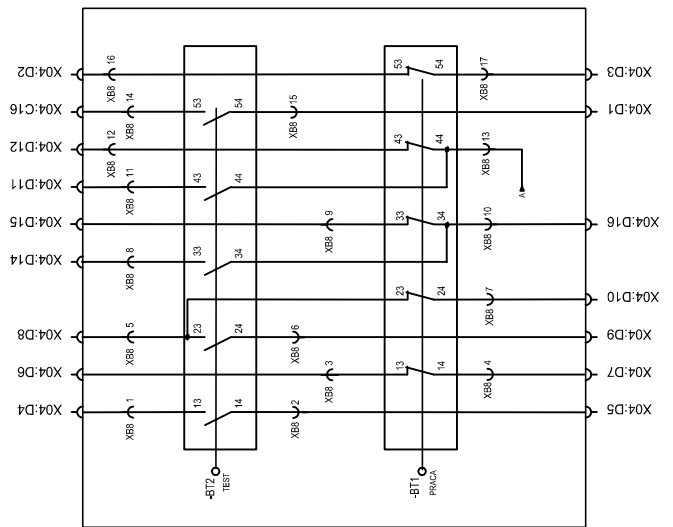 X04:D2 XB8 16 53 54 XB8 17 X04:D3
X04:C16 XB8 14 53 54 XB8 15 X04:D1
X04:D12 XB8 12 43 44 XB8 13
X04:D11 XB8 11 43 44 A
X04:D15 XB8 9 33 34 XB8 10 X04:D16
X04:D14 XB8 8 33 34
23 24 XB8 7 X04:D10
X04:D8 XB8 5 23 24 XB8 6 X04:D9
X04:D6 XB8 3 13 14 XB8 4 X04:D7
X04:D4 XB8 1 13 14 XB8 2 X04:D5
-BT2 TEST
-BT1 PRACA